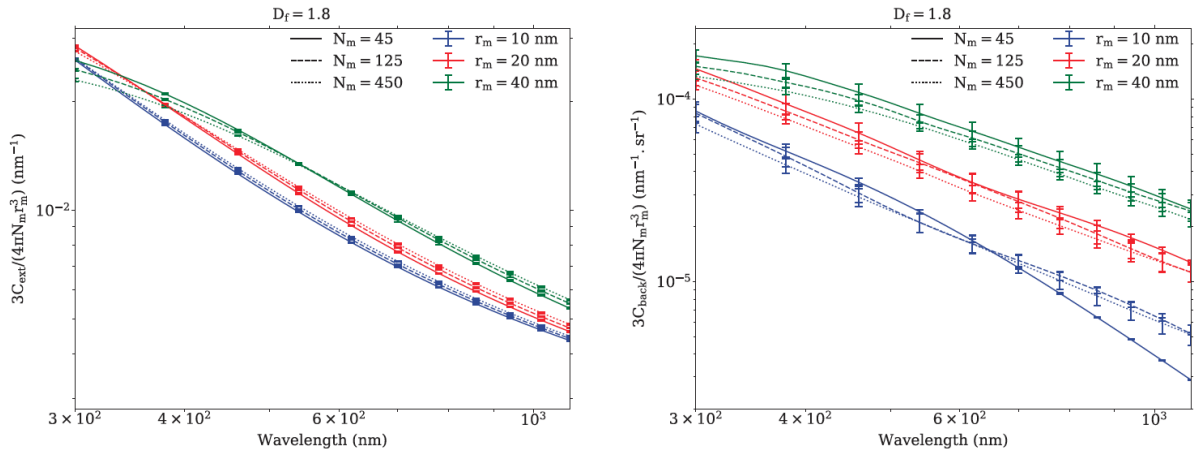 D_f = 1.8
N_m = 45
N_m = 125
N_m = 450
r_m = 10 nm
r_m = 20 nm
r_m = 40 nm
3C_ext/(4πN_m r_m^3) (nm^−1)
10^−2
3 × 10^2
4 × 10^2
6 × 10^2
10^3
Wavelength (nm)
D_f = 1.8
N_m = 45
N_m = 125
N_m = 450
r_m = 10 nm
r_m = 20 nm
r_m = 40 nm
3C_back/(4πN_m r_m^3) (nm^−1. sr^−1)
10^−4
10^−5
3 × 10^2
4 × 10^2
6 × 10^2
10^3
Wavelength (nm)